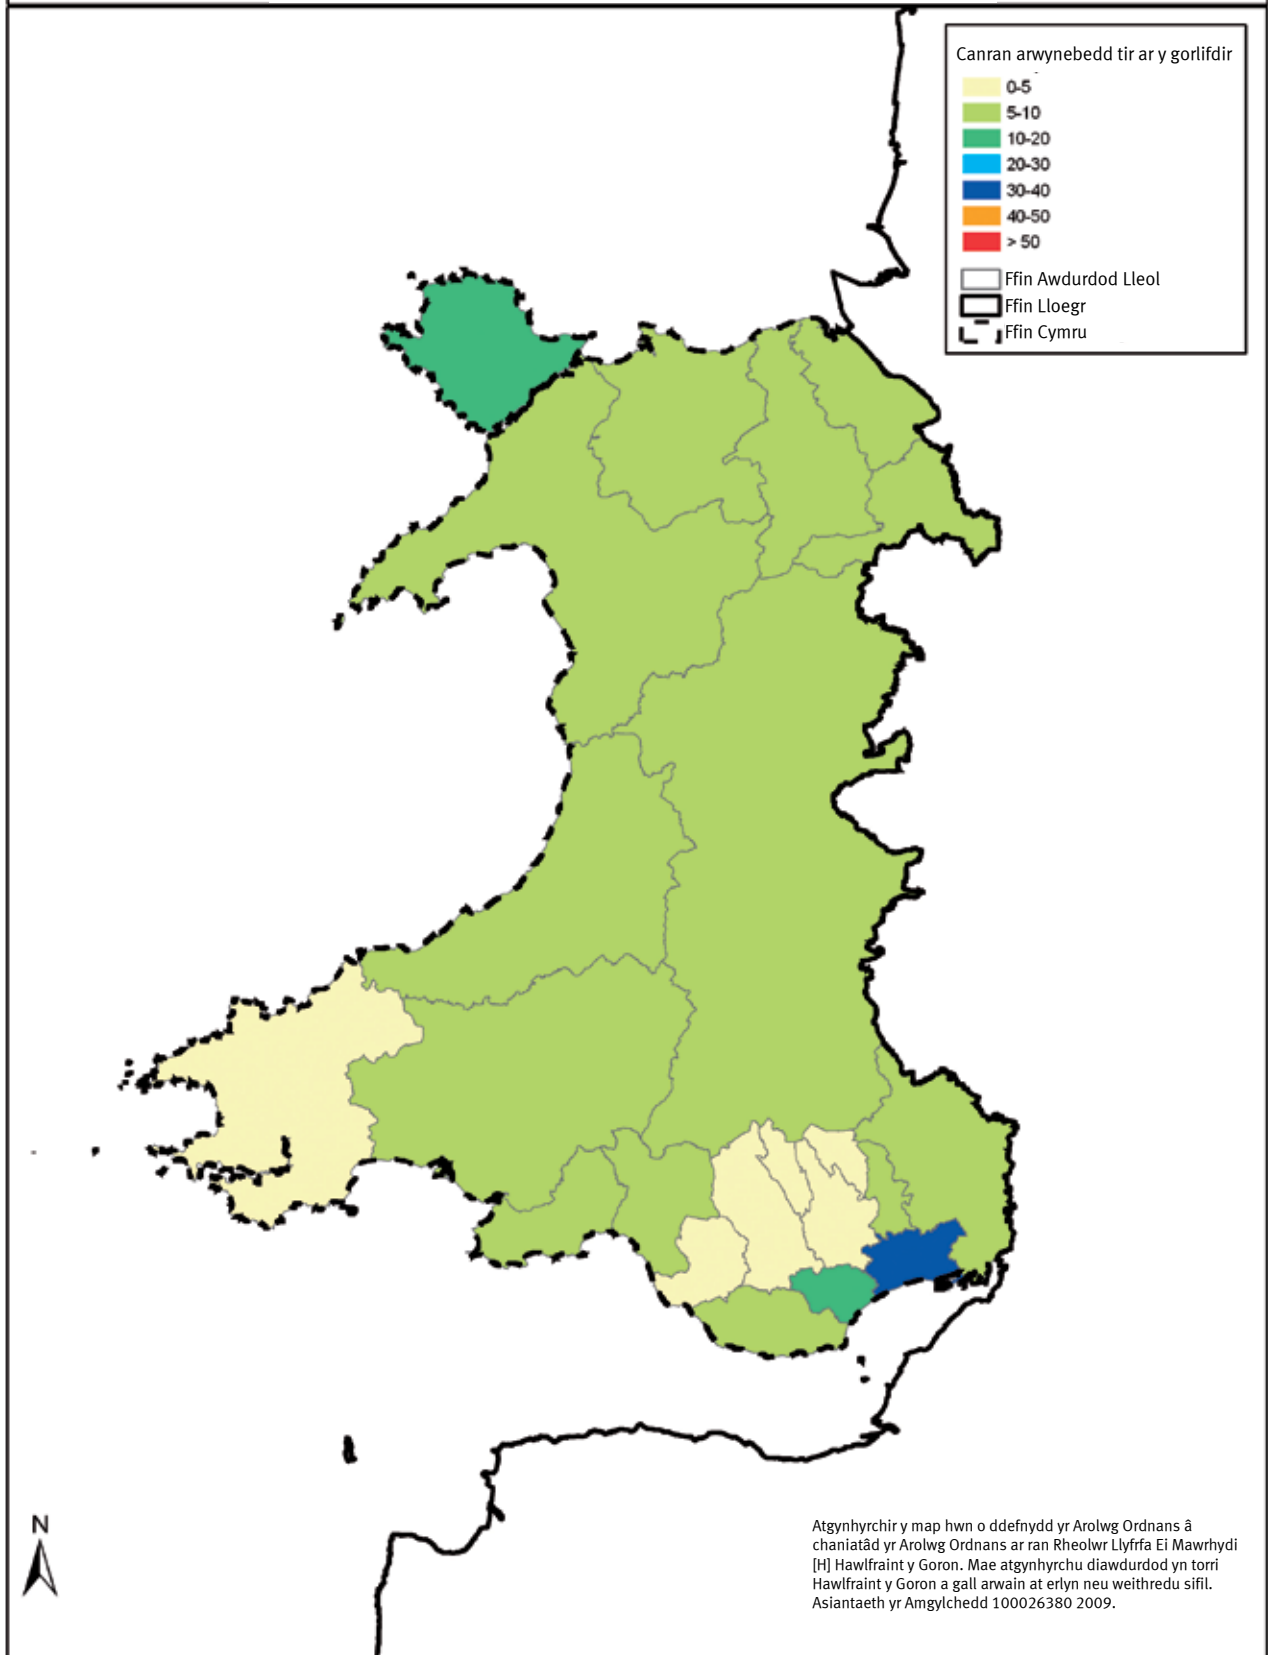 Canran arwynebedd tir ar y gorlifdir
0-5
5-10
10-20
20-30
30-40
40-50
> 50
Ffin Awdurdod Lleol
Ffin Lloegr
Ffin Cymru
N
Atgynhyrchir y map hwn o ddefnydd yr Arolwg Ordnans â
chaniatâd yr Arolwg Ordnans ar ran Rheolwr Llyfrfa Ei Mawrhydi
[H] Hawlfraint y Goron. Mae atgynhyrchu diawdurdod yn torri
Hawlfraint y Goron a gall arwain at erlyn neu weithredu sifil.
Asiantaeth yr Amgylchedd 100026380 2009.